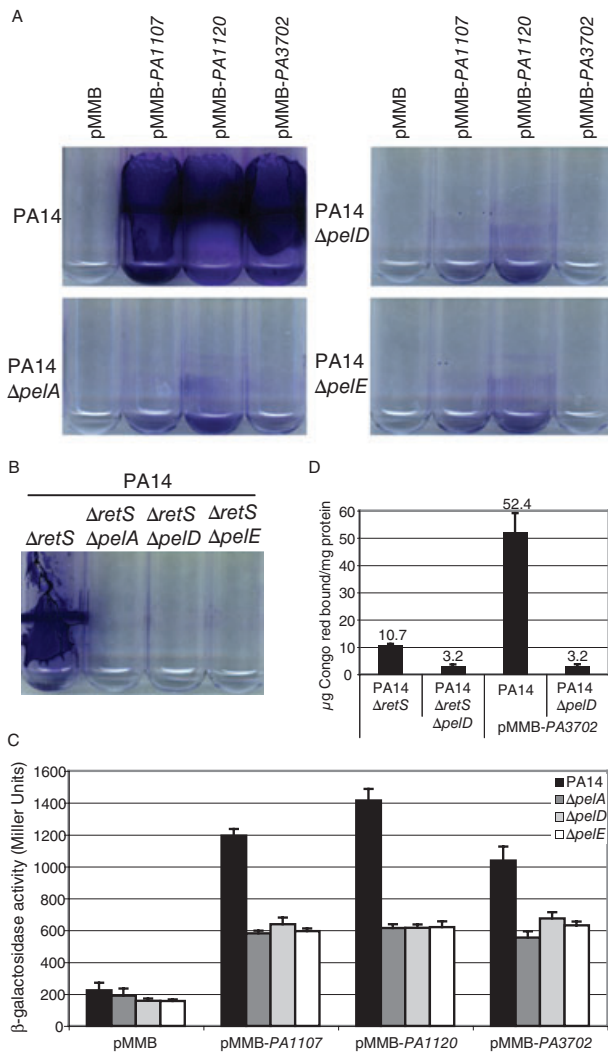 A
pMMB
pMMB-PA1107
pMMB-PA1120
pMMB-PA3702
pMMB
pMMB-PA1107
pMMB-PA1120
pMMB-PA3702
PA14
PA14
ΔpelD
PA14
ΔpelA
PA14
ΔpelE
B
PA14
ΔretS
ΔretS
ΔpelA
ΔretS
ΔpelD
ΔretS
ΔpelE
D
µg Congo red bound/mg protein
60
50
40
30
20
10
0
10.7
3.2
52.4
3.2
PA14
ΔretS
PA14
ΔretS
ΔpelD
PA14
PA14
ΔpelD
pMMB-PA3702
C
β-galactosidase activity (Miller Units)
1600
1400
1200
1000
800
600
400
200
0
PA14
ΔpelA
ΔpelD
ΔpelE
pMMB
pMMB-PA1107
pMMB-PA1120
pMMB-PA3702